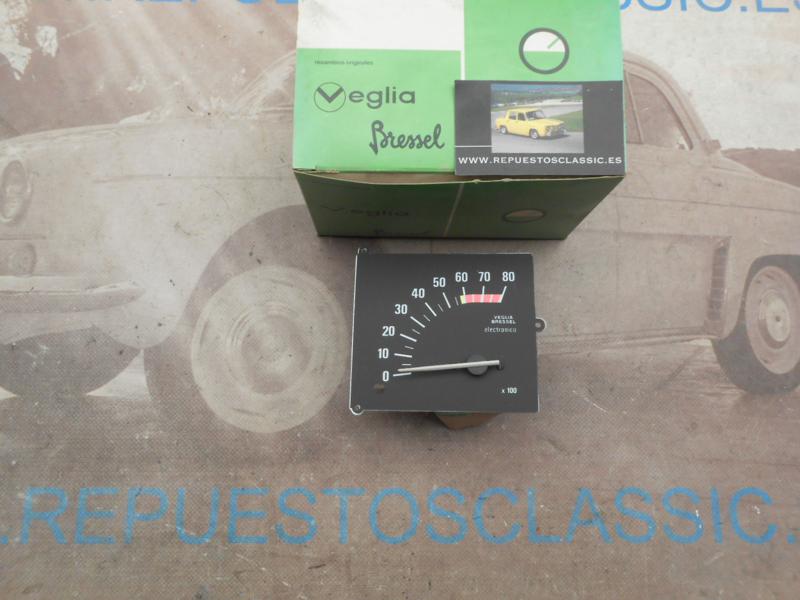 recambios originales
Veglia
Bressel
WWW.REPUESTOSCLASSIC.ES
Veglia
Bressel
0
10
20
30
40
50
60
70
80
VEGLIA
BRESSEL
electronico
x 100
.REPUESTOSCLASSIC.